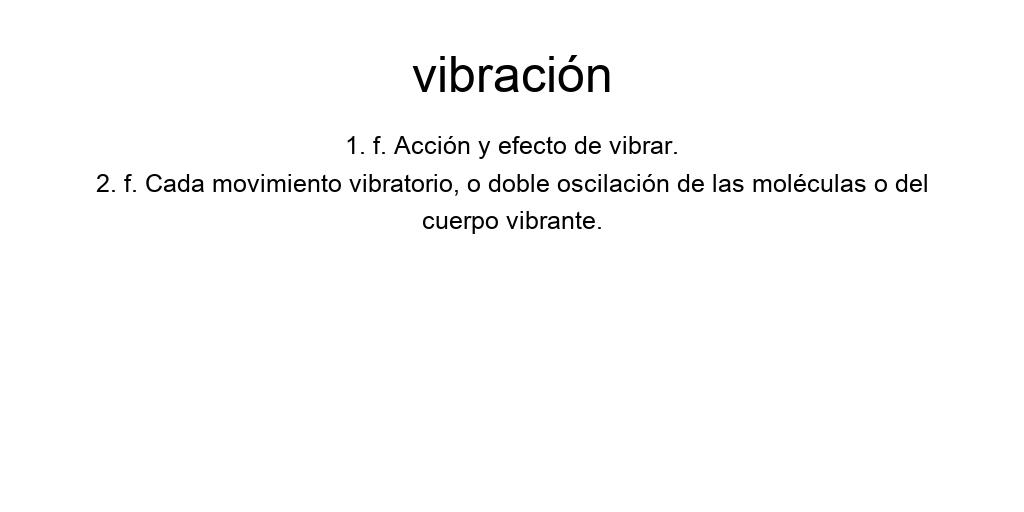 vibración
1. f. Acción y efecto de vibrar.
2. f. Cada movimiento vibratorio, o doble oscilación de las moléculas o del
cuerpo vibrante.